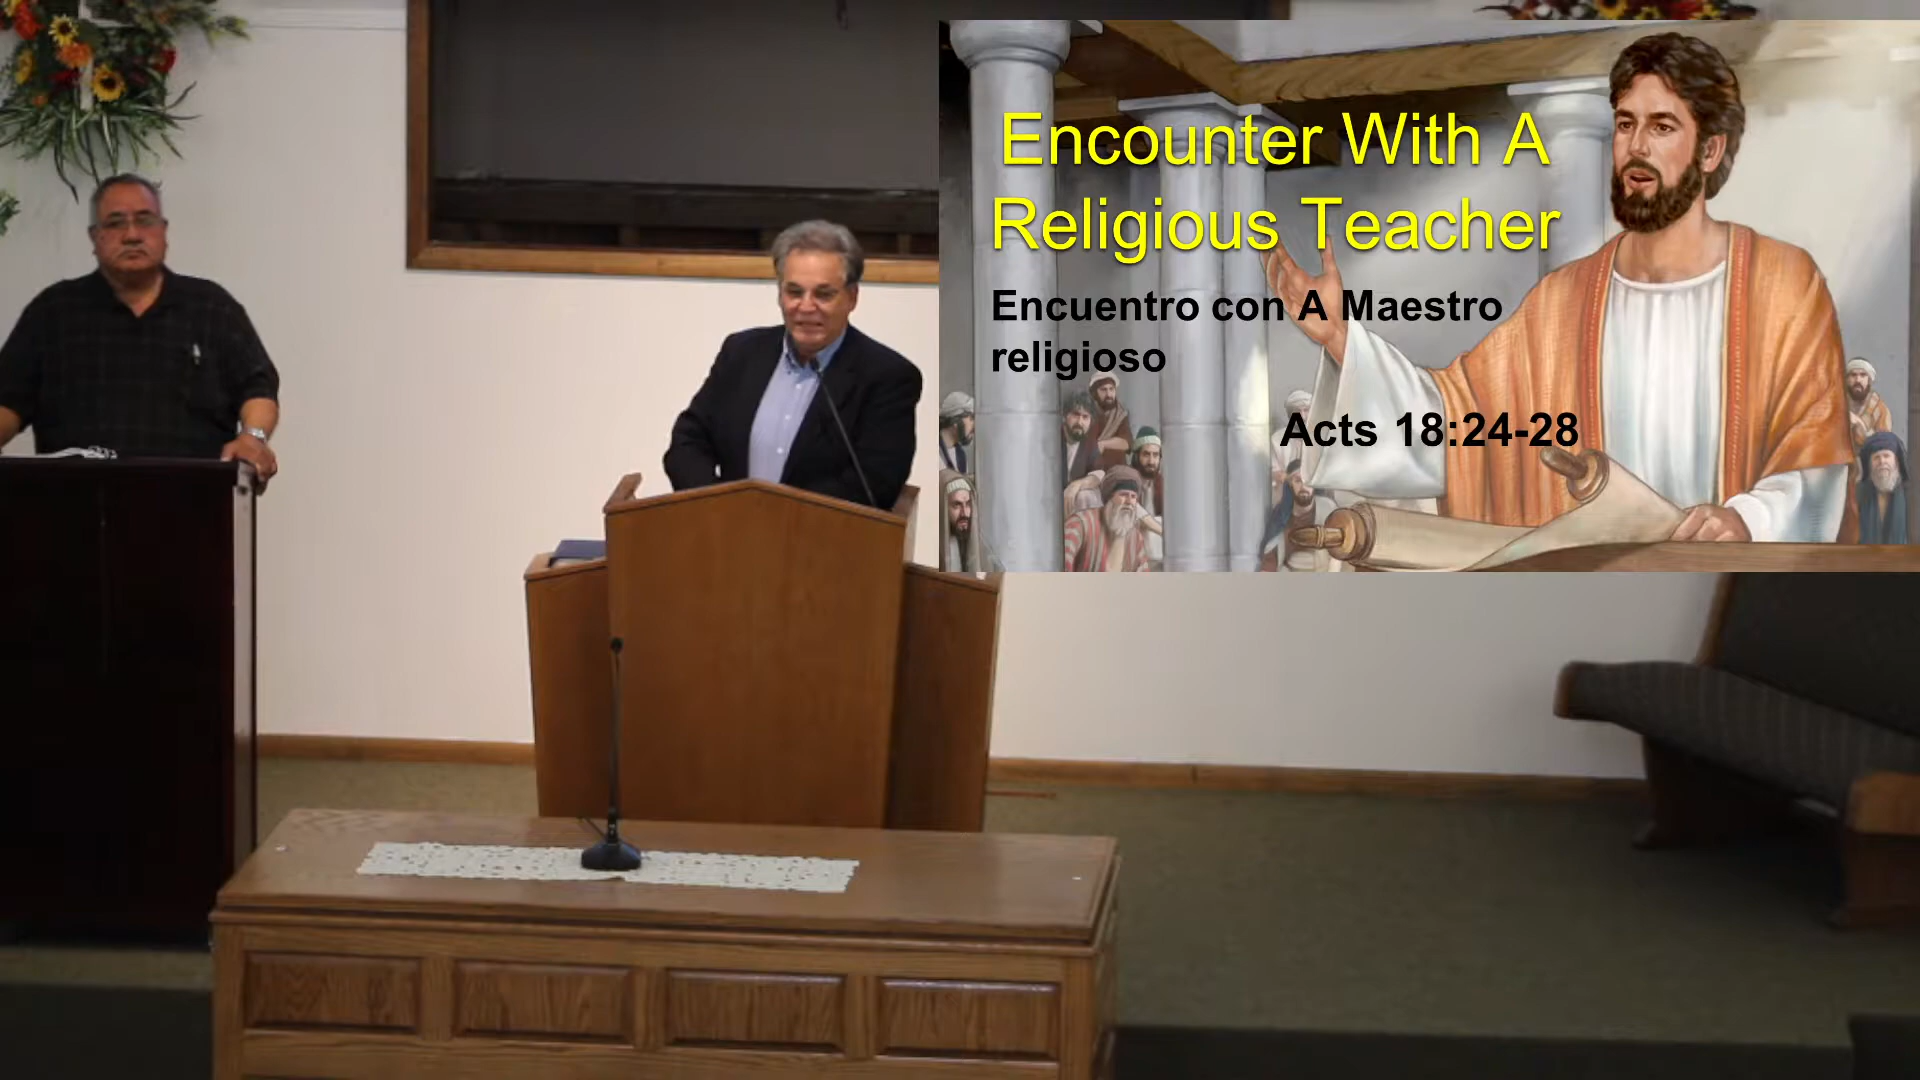 Encounter With A
Religious Teacher
Encuentro con A Maestro
religioso
Acts 18:24-28